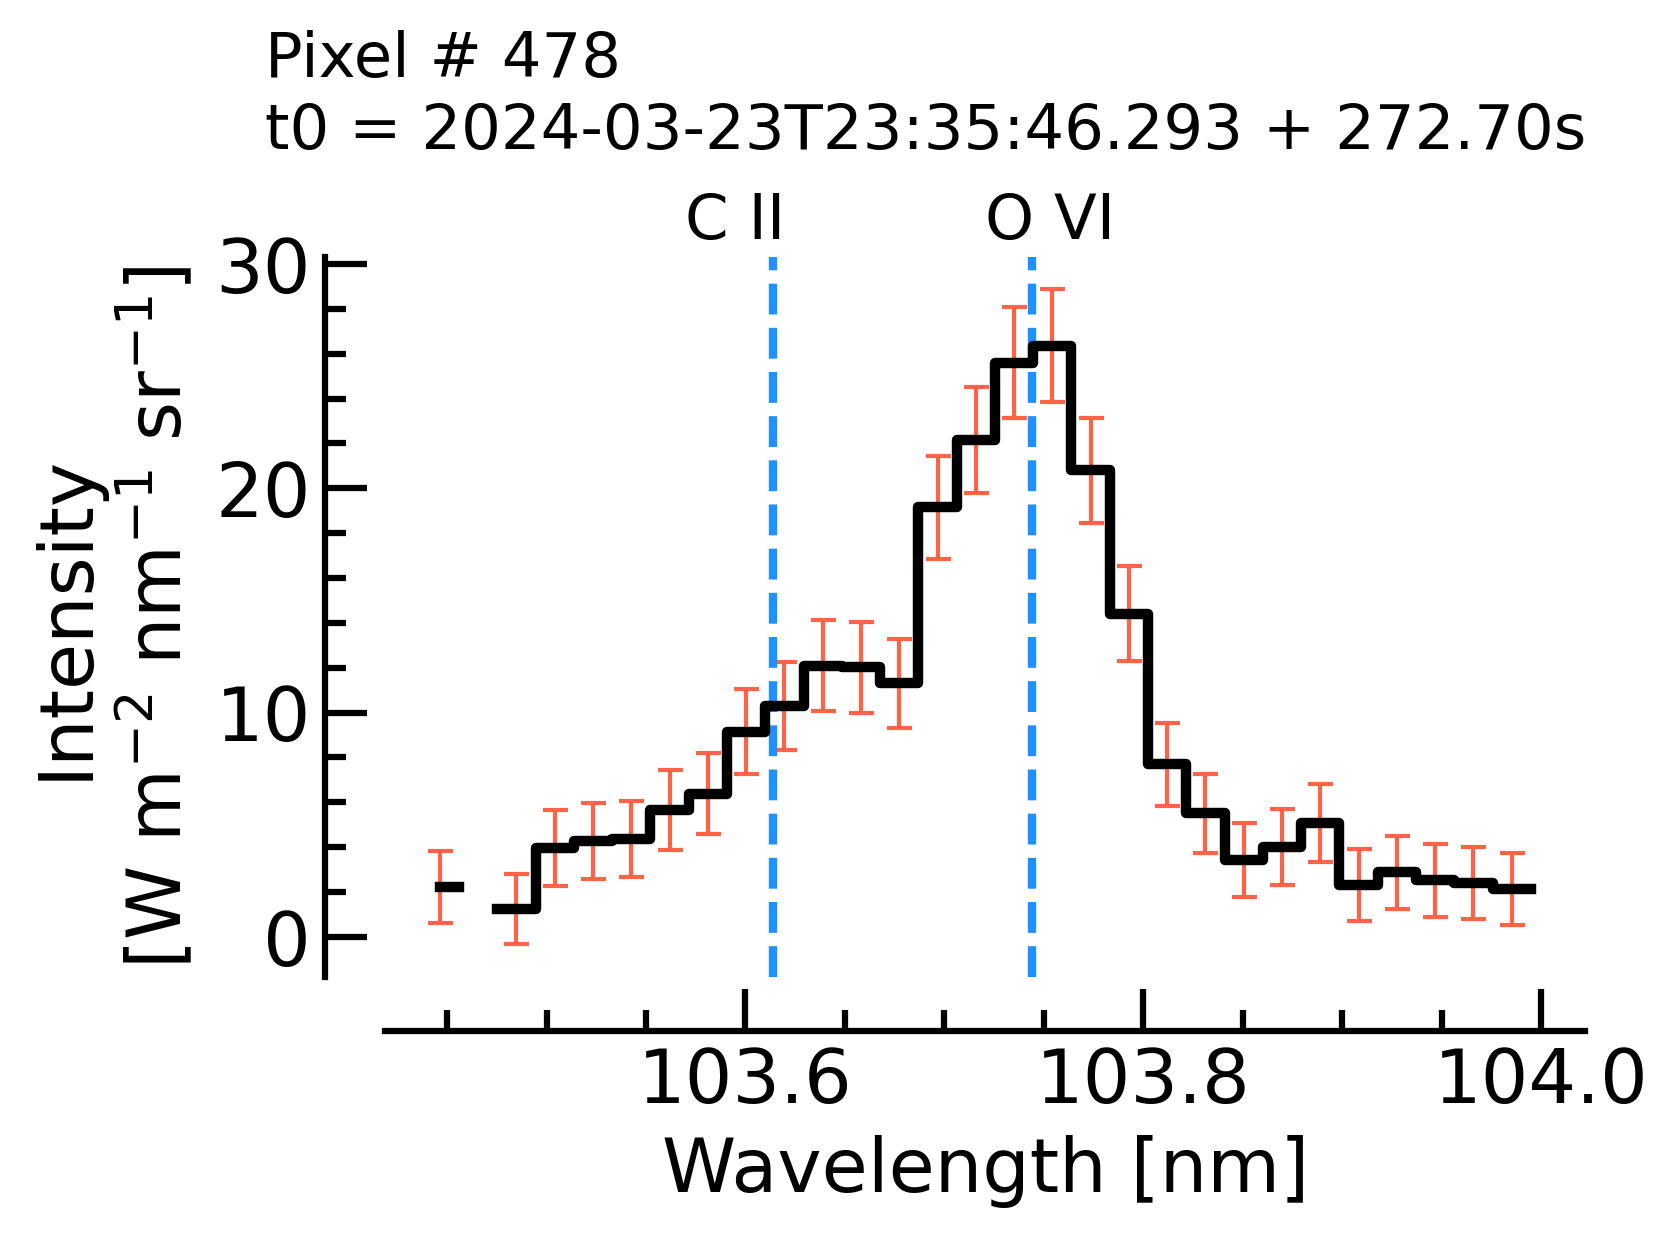 Pixel # 478
t0 = 2024-03-23T23:35:46.293 + 272.70s
C II
O VI
Intensity
[W m⁻² nm⁻¹ sr⁻¹]
30
20
10
0
103.6
103.8
104.0
Wavelength [nm]